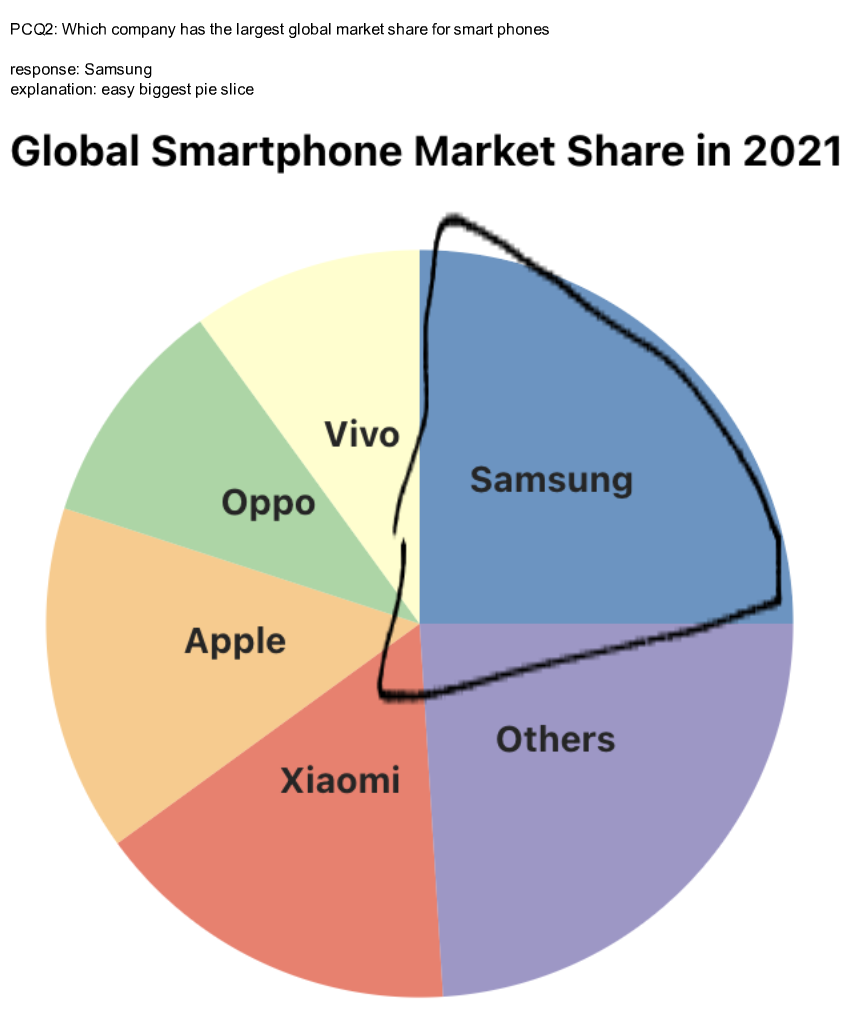 PCQ2: Which company has the largest global market share for smart phones
response: Samsung
explanation: easy biggest pie slice
Global Smartphone Market Share in 2021
Vivo
Samsung
Oppo
Apple
Others
Xiaomi